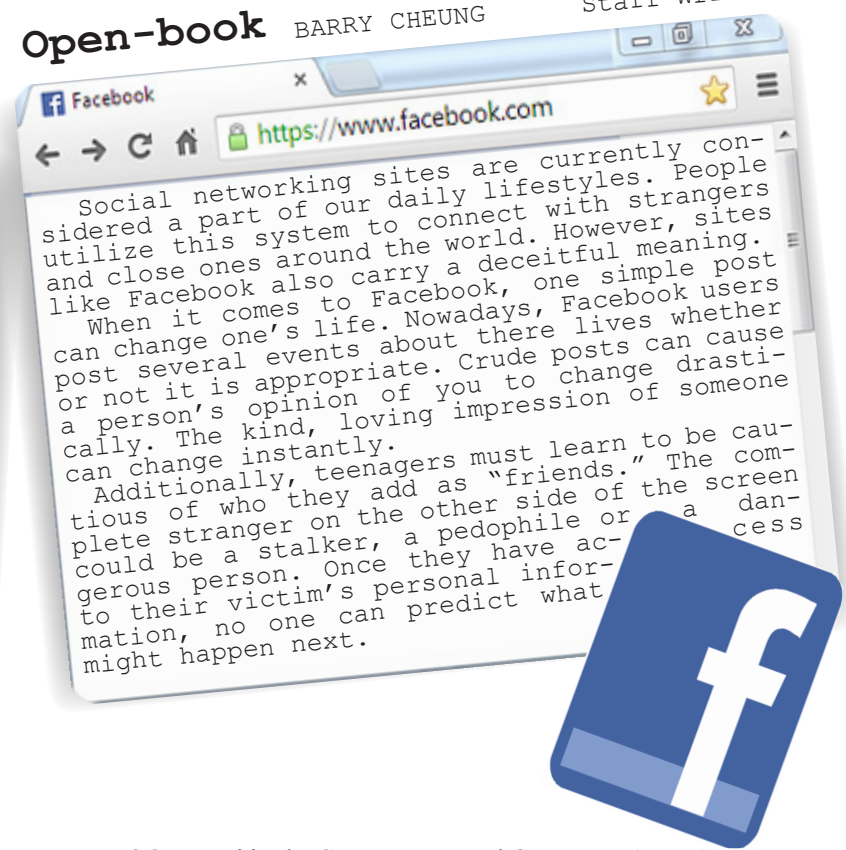 Open-book BARRY CHEUNG Staff
Facebook
https://www.facebook.com
Social networking sites are currently con-
sidered a part of our daily lifestyles. People
utilize this system to connect with strangers
and close ones around the world. However, sites
like Facebook also carry a deceitful meaning.
When it comes to Facebook, one simple post
can change one's life. Nowadays, Facebook users
post several events about there lives whether
or not it is appropriate. Crude posts can cause
a person's opinion of you to change drasti-
cally. The kind, loving impression of someone
can change instantly.
Additionally, teenagers must learn to be cau-
tious of who they add as “friends.” The com-
plete stranger on the other side of the screen
could be a stalker, a pedophile or a dan-
gerous person. Once they have ac- cess
to their victim's personal infor-
mation, no one can predict what
might happen next.
f